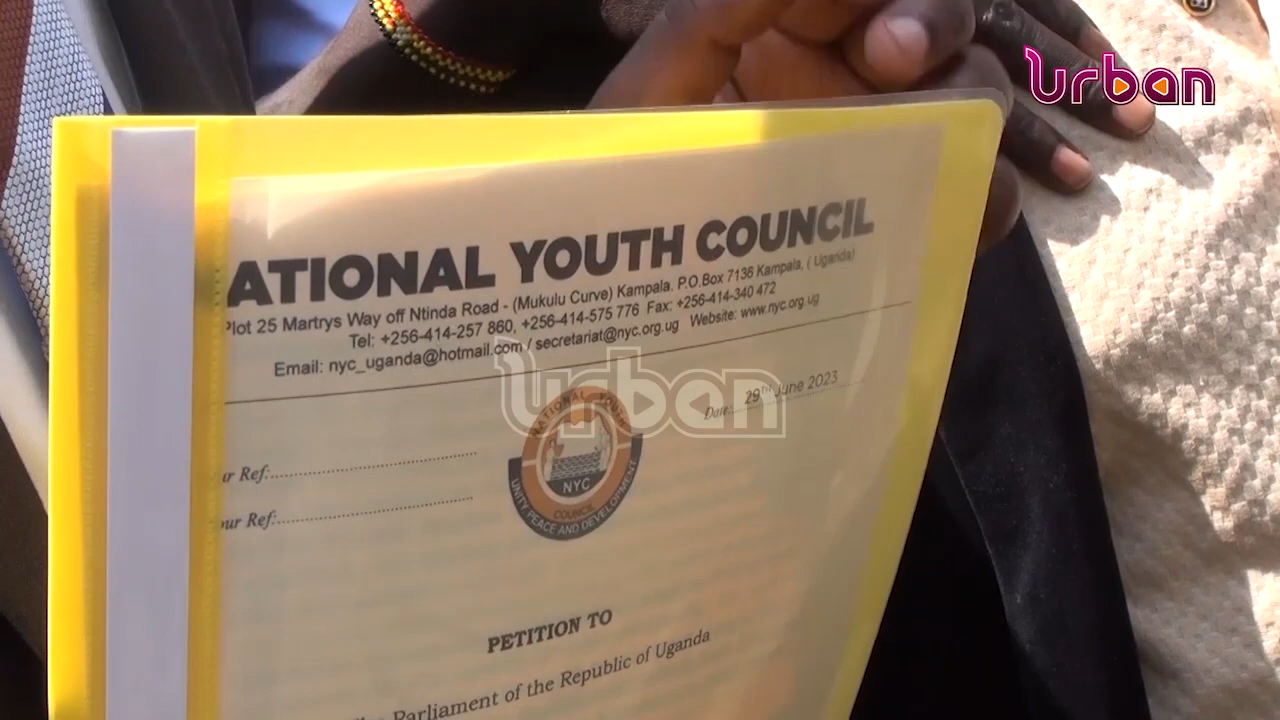 Urban
ATIONAL YOUTH COUNCIL
Plot 25 Martrys Way off Ntinda Road - (Mukulu Curve) Kampala. P.O.Box 7136 Kampala, ( Uganda)
Tel: +256-414-257 860, +256-414-575 776 Fax: +256-414-340 472
Email: nyc_uganda@hotmail.com / secretariat@nyc.org.ug Website: www.nyc.org.ug
Urban
Date:.. 29TH June 2023
NATIONAL YOUTH
NYC
COUNCIL
UNITY PEACE AND DEVELOPMENT
ur Ref:
our Ref:
PETITION TO
Parliament of the Republic of Uganda